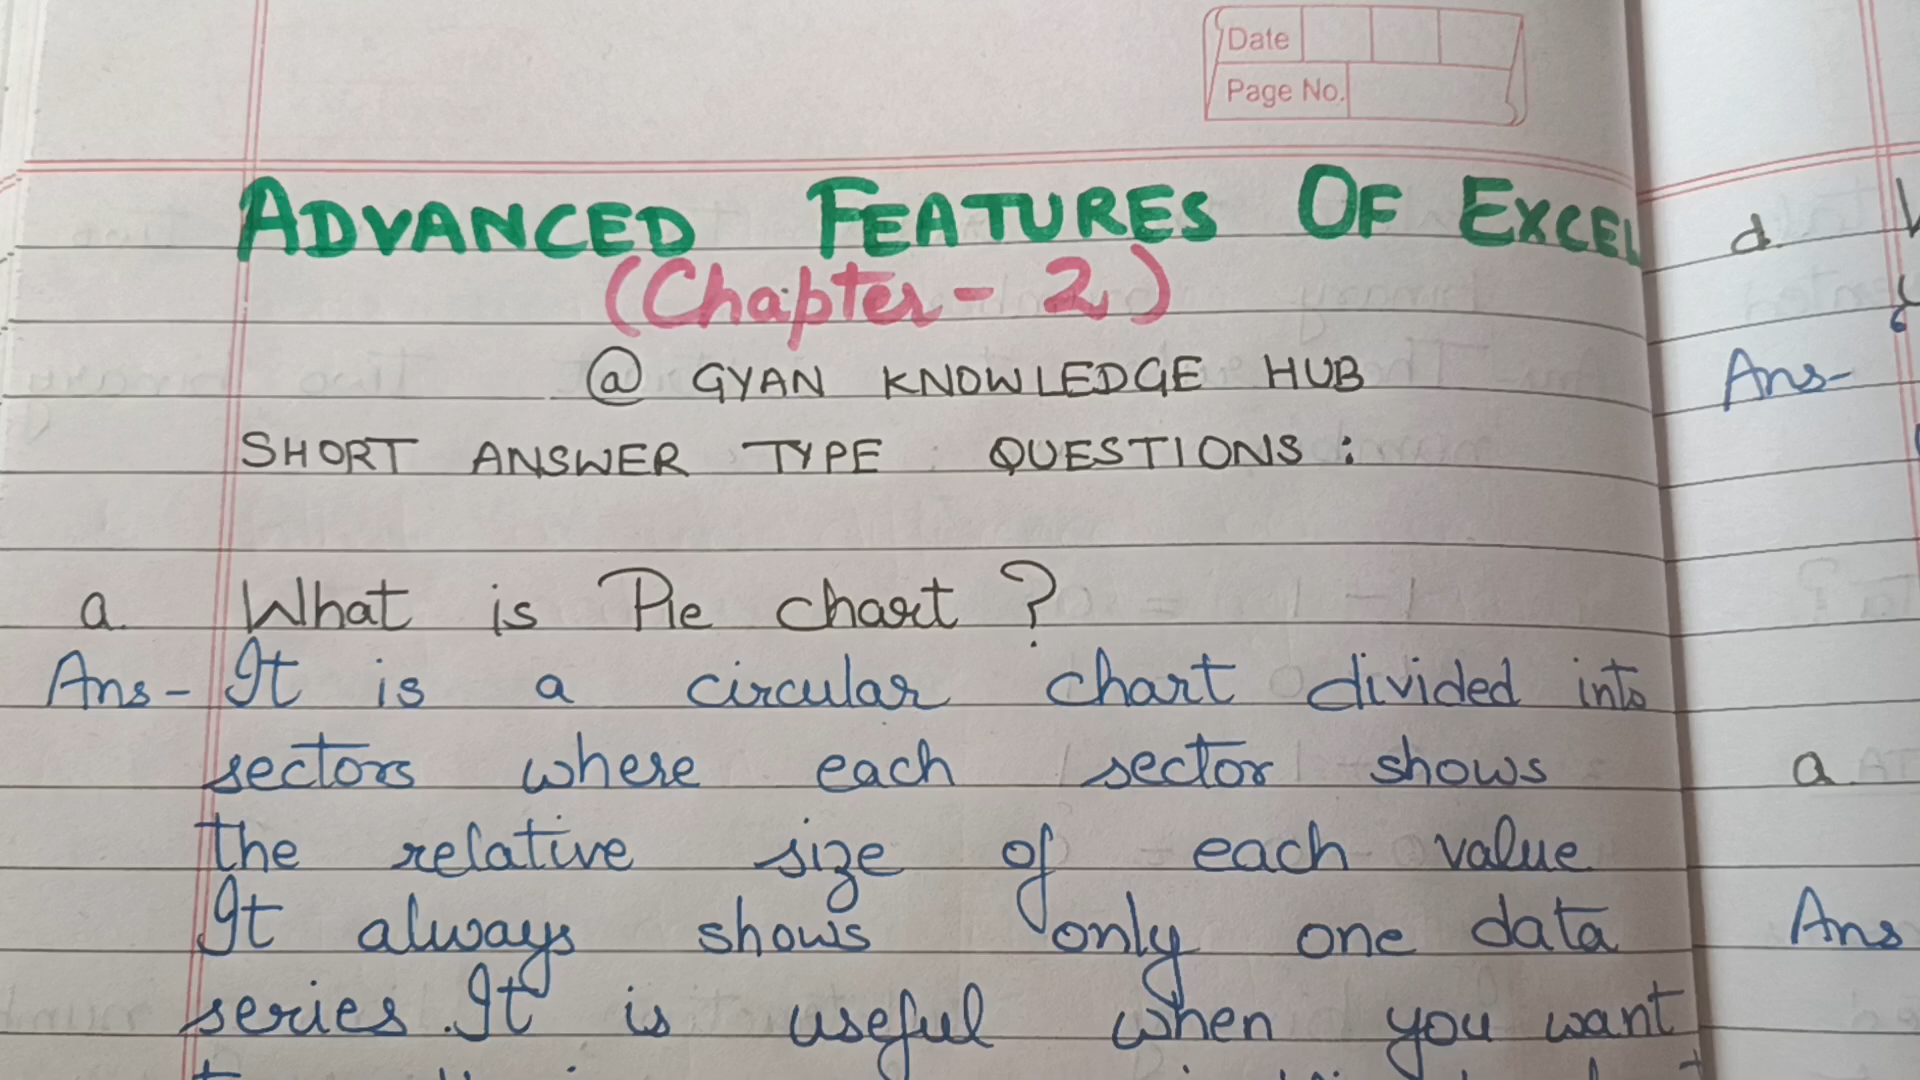 Date
Page No.
ADVANCED FEATURES OF EXCEL
(Chapter - 2)
@ GYAN KNOWLEDGE HUB
SHORT ANSWER TYPE QUESTIONS :
a. What is Pie chart ?
Ans - It is a circular chart divided into
sectors where each sector shows
the relative size of each value
It always shows only one data
series. It is useful when you want
d.
Ans-
a
Ans